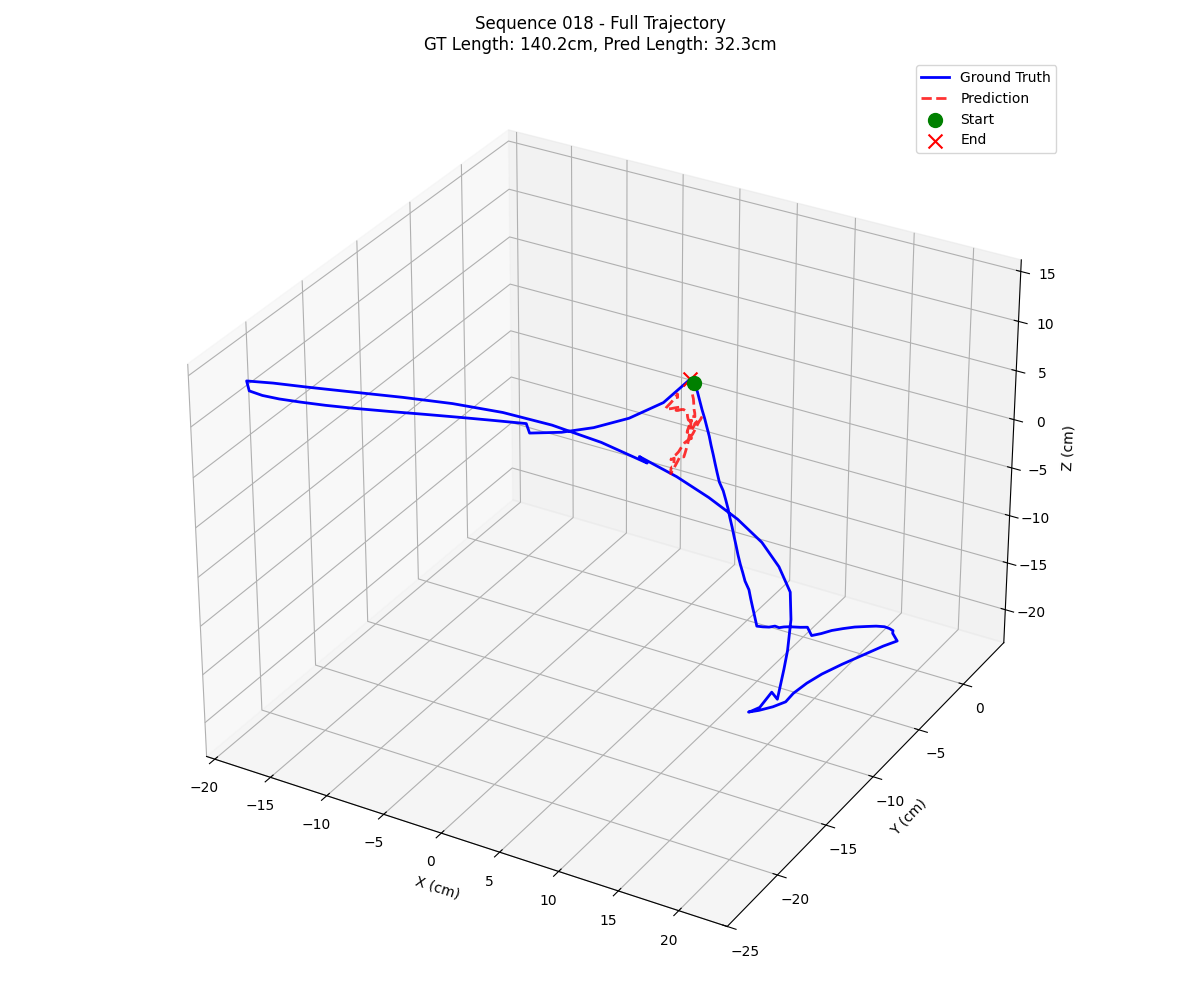 Sequence 018 - Full Trajectory
GT Length: 140.2cm, Pred Length: 32.3cm
Ground Truth
Prediction
Start
End
15
10
5
0
−5
−10
−15
−20
Z (cm)
0
−5
−10
−15
−20
−25
Y (cm)
−20
−15
−10
−5
0
5
10
15
20
X (cm)